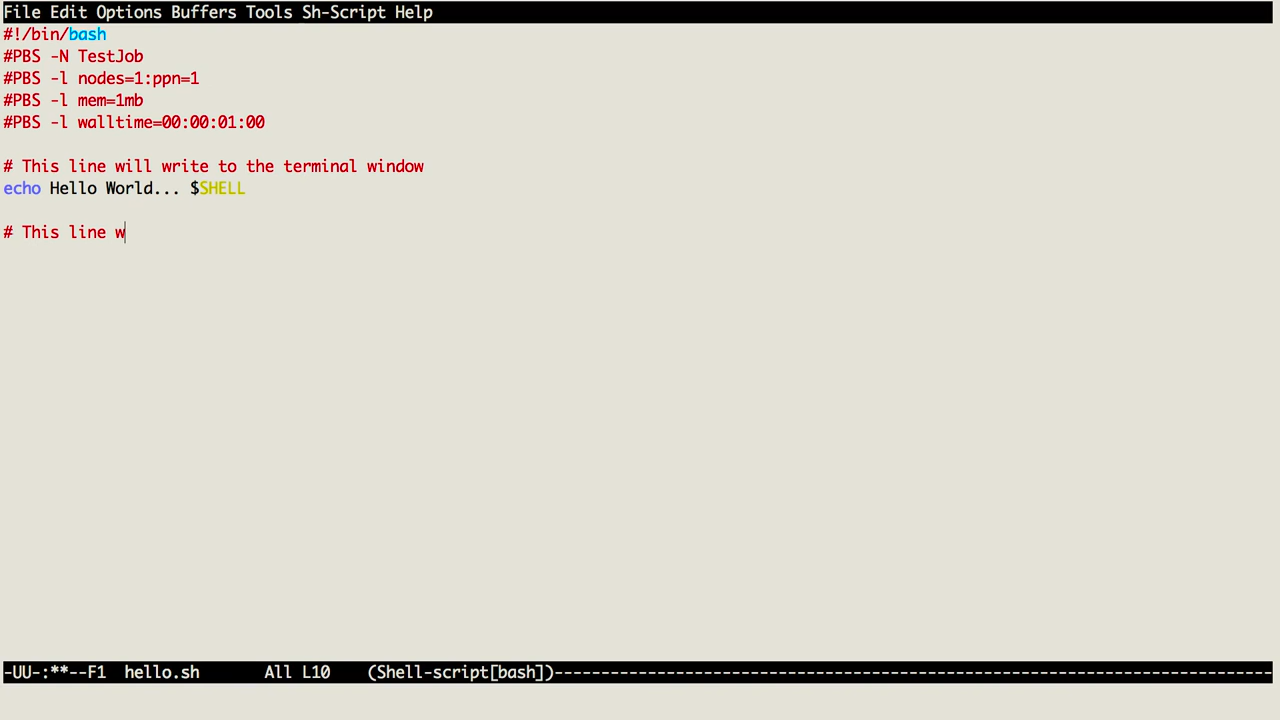 File Edit Options Buffers Tools Sh-Script Help
#!/bin/bash
#PBS -N TestJob
#PBS -l nodes=1:ppn=1
#PBS -l mem=1mb
#PBS -l walltime=00:00:01:00
# This line will write to the terminal window
echo Hello World... $SHELL
# This line w
-UU-:**--F1  hello.sh       All L10    (Shell-script[bash])-----------------------------------------------------------------------------